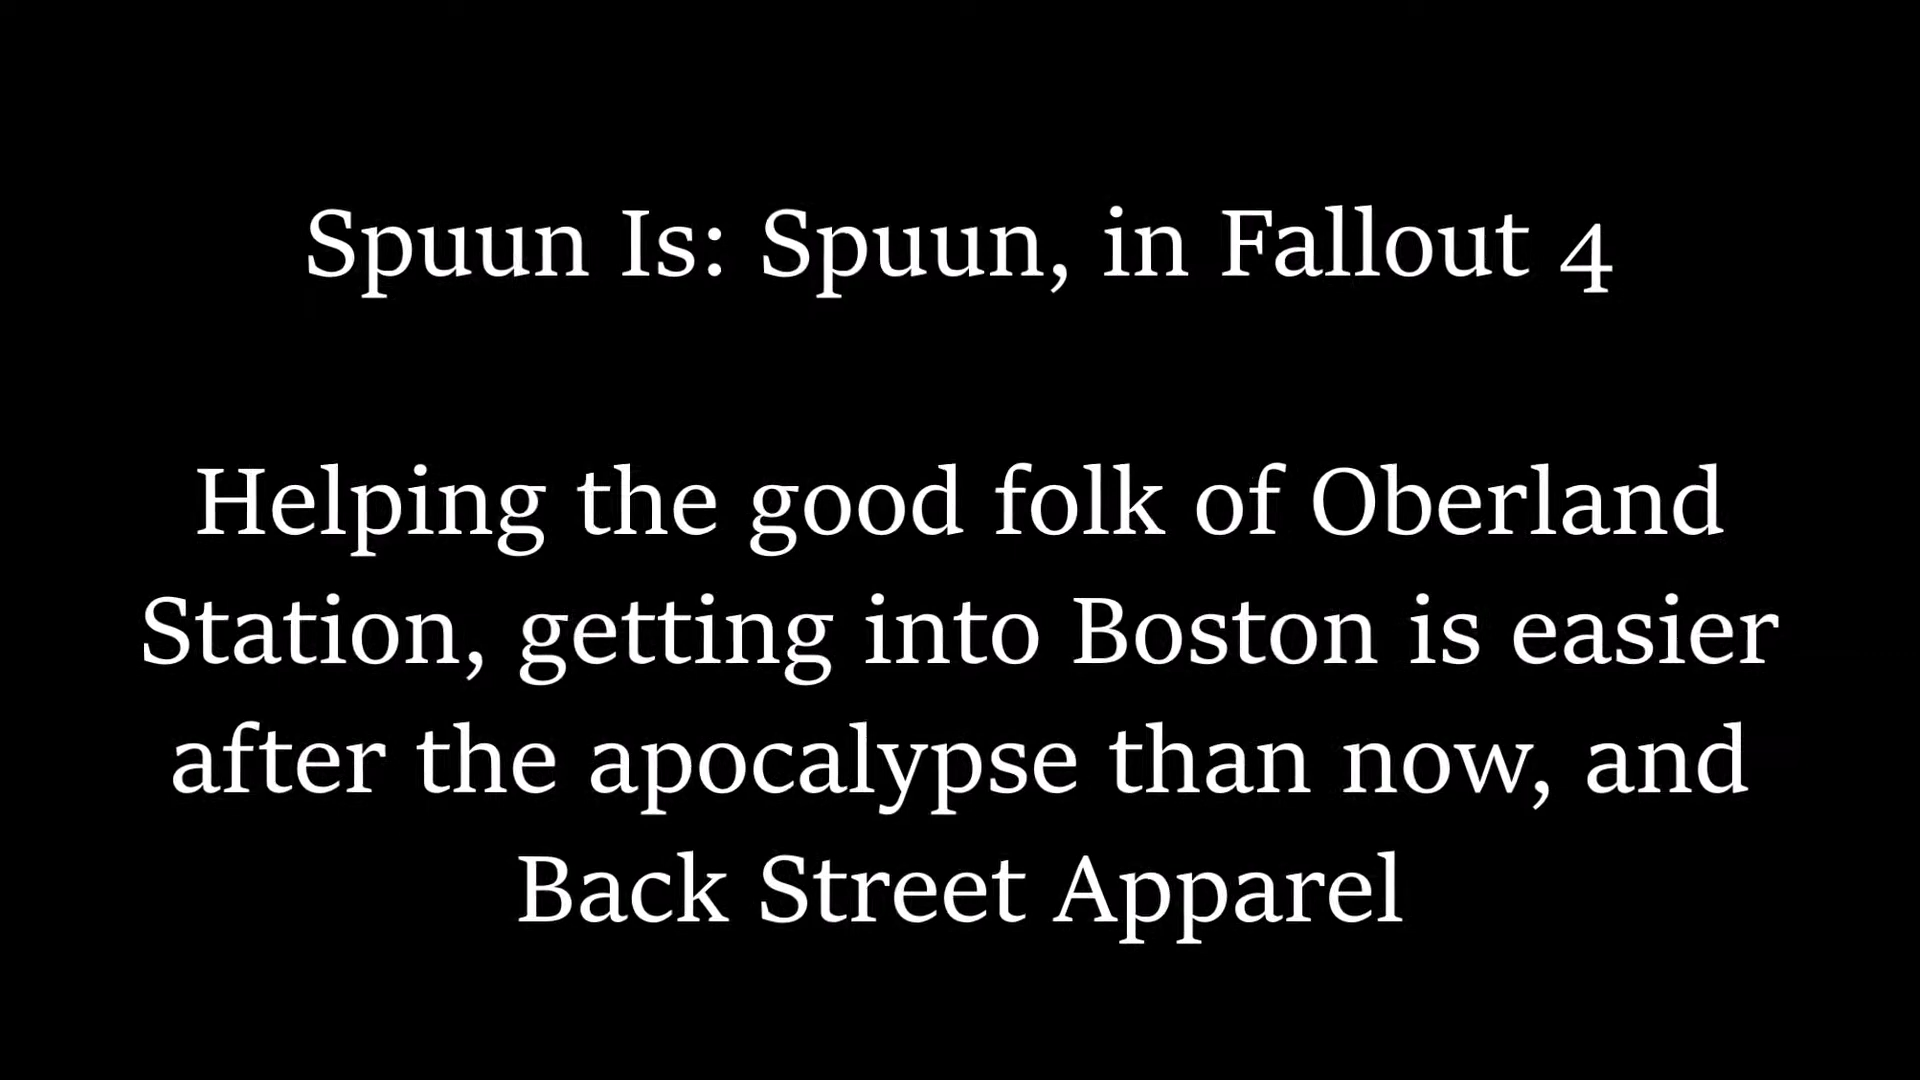 Spuun Is: Spuun, in Fallout 4
Helping the good folk of Oberland
Station, getting into Boston is easier
after the apocalypse than now, and
Back Street Apparel